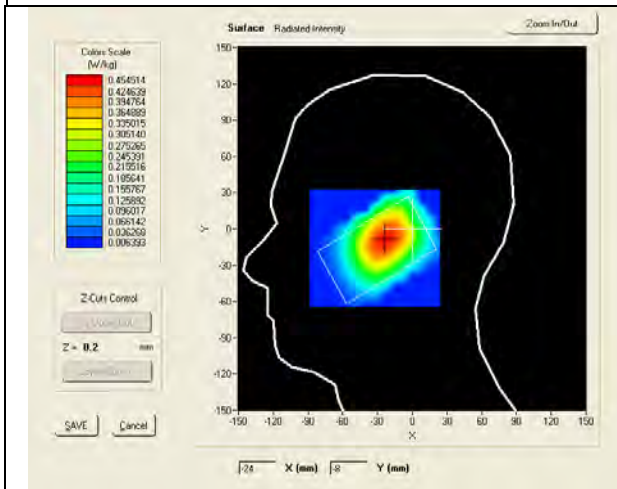 Surface Radiated Intensity
Zoom In/Out
Colors Scale
(W/kg)
0.454514
0.424639
0.394764
0.364889
0.335015
0.305140
0.275265
0.245391
0.215516
0.185641
0.155767
0.125892
0.096017
0.066142
0.036268
0.006393
Z-Cuts Control
Z = 0.2 mm
SAVE Cancel
150
120
90
60
30
0
-30
-60
-90
-120
-150
Y
-150 -120 -90 -60 -30 0 30 60 90 120 150
X
-24 X (mm) -8 Y (mm)